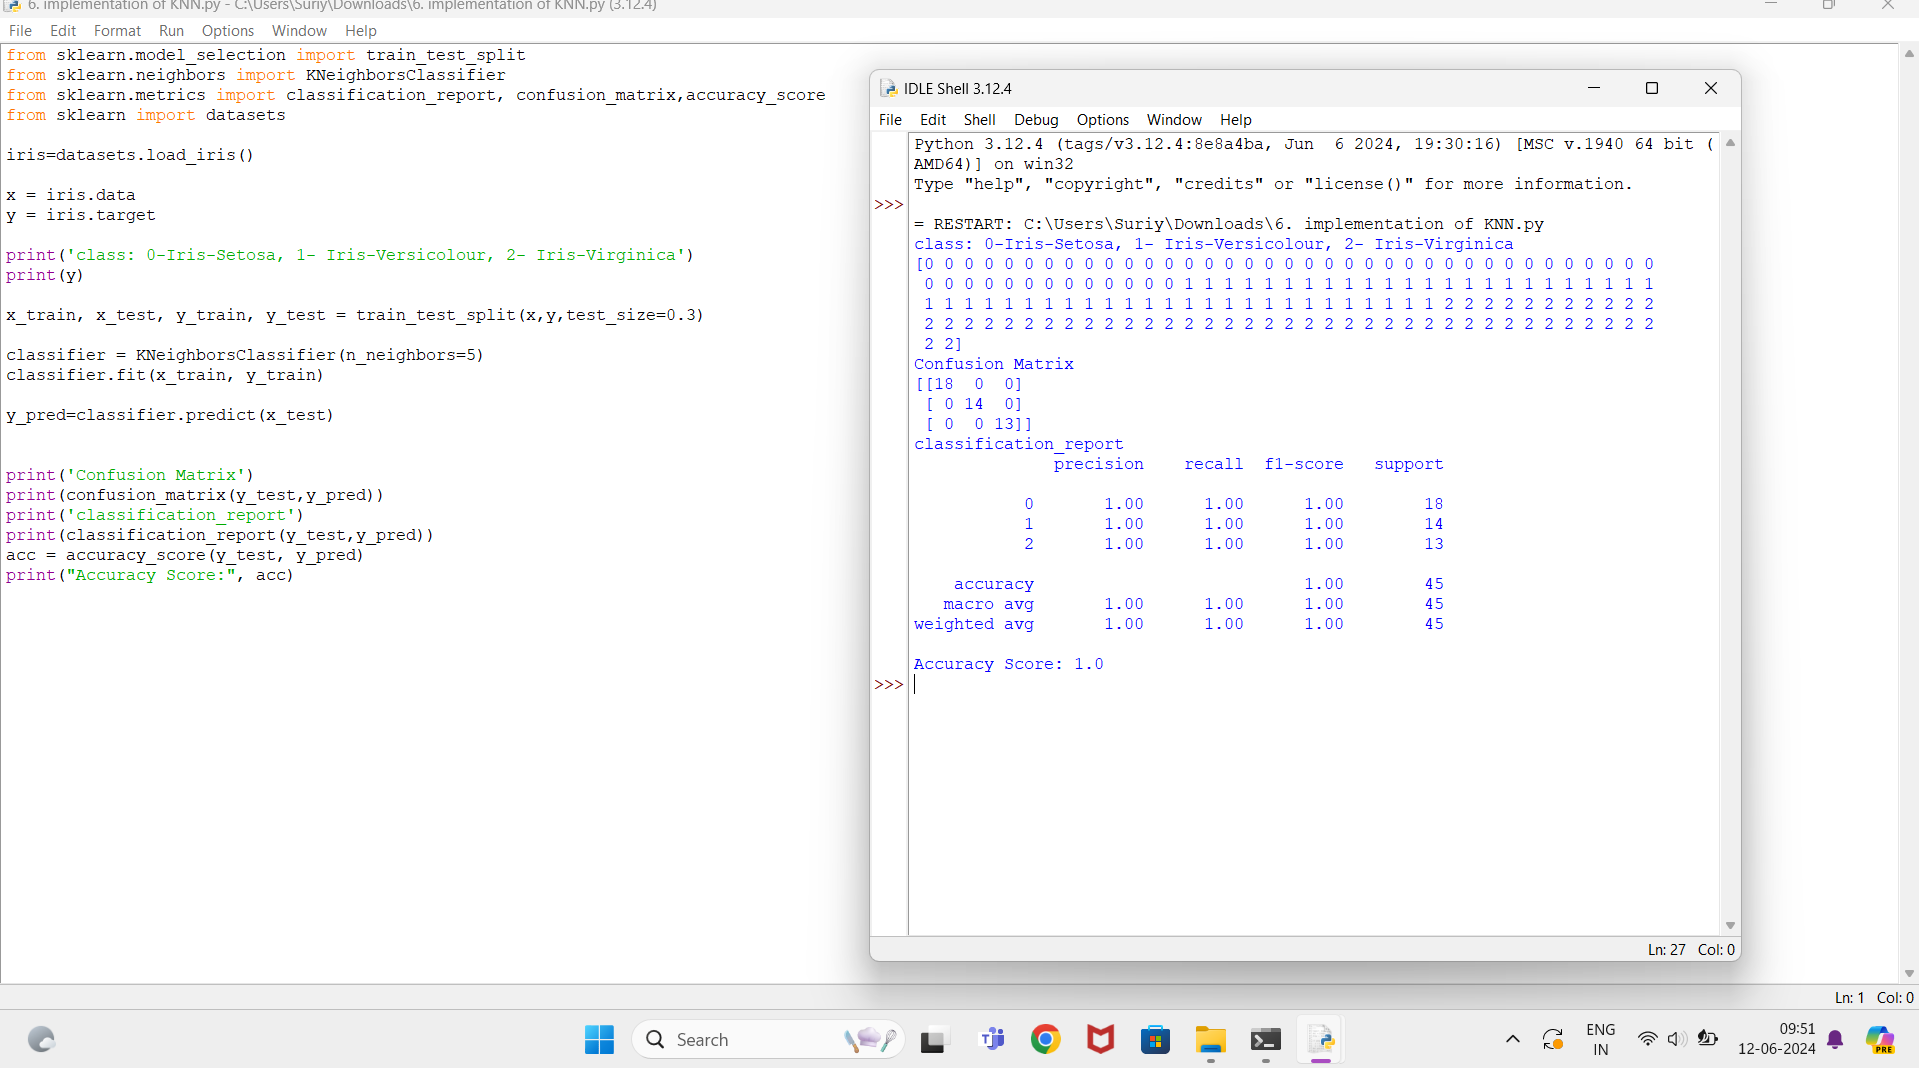 6. implementation of KNN.py - C:\Users\Suriy\Downloads\6. implementation of KNN.py (3.12.4)
File Edit Format Run Options Window Help
from sklearn.model_selection import train_test_split
from sklearn.neighbors import KNeighborsClassifier
from sklearn.metrics import classification_report, confusion_matrix,accuracy_score
from sklearn import datasets
iris=datasets.load_iris()
x = iris.data
y = iris.target
print('class: 0-Iris-Setosa, 1- Iris-Versicolour, 2- Iris-Virginica')
print(y)
x_train, x_test, y_train, y_test = train_test_split(x,y,test_size=0.3)
classifier = KNeighborsClassifier(n_neighbors=5)
classifier.fit(x_train, y_train)
y_pred=classifier.predict(x_test)
print('Confusion Matrix')
print(confusion_matrix(y_test,y_pred))
print('classification_report')
print(classification_report(y_test,y_pred))
acc = accuracy_score(y_test, y_pred)
print("Accuracy Score:", acc)
IDLE Shell 3.12.4
File Edit Shell Debug Options Window Help
Python 3.12.4 (tags/v3.12.4:8e8a4ba, Jun  6 2024, 19:30:16) [MSC v.1940 64 bit (
AMD64)] on win32
Type "help", "copyright", "credits" or "license()" for more information.
>>>
= RESTART: C:\Users\Suriy\Downloads\6. implementation of KNN.py
class: 0-Iris-Setosa, 1- Iris-Versicolour, 2- Iris-Virginica
[0 0 0 0 0 0 0 0 0 0 0 0 0 0 0 0 0 0 0 0 0 0 0 0 0 0 0 0 0 0 0 0 0 0 0 0 0
 0 0 0 0 0 0 0 0 0 0 0 0 0 1 1 1 1 1 1 1 1 1 1 1 1 1 1 1 1 1 1 1 1 1 1 1 1
 1 1 1 1 1 1 1 1 1 1 1 1 1 1 1 1 1 1 1 1 1 1 1 1 1 1 2 2 2 2 2 2 2 2 2 2 2
 2 2 2 2 2 2 2 2 2 2 2 2 2 2 2 2 2 2 2 2 2 2 2 2 2 2 2 2 2 2 2 2 2 2 2 2 2
 2 2]
Confusion Matrix
[[18  0  0]
 [ 0 14  0]
 [ 0  0 13]]
classification_report
precision    recall  f1-score   support
0       1.00      1.00      1.00        18
1       1.00      1.00      1.00        14
2       1.00      1.00      1.00        13
accuracy                           1.00        45
macro avg       1.00      1.00      1.00        45
weighted avg       1.00      1.00      1.00        45
Accuracy Score: 1.0
>>>
Ln: 27 Col: 0
Ln: 1 Col: 0
Search
ENG
IN
09:51
12-06-2024
PRE